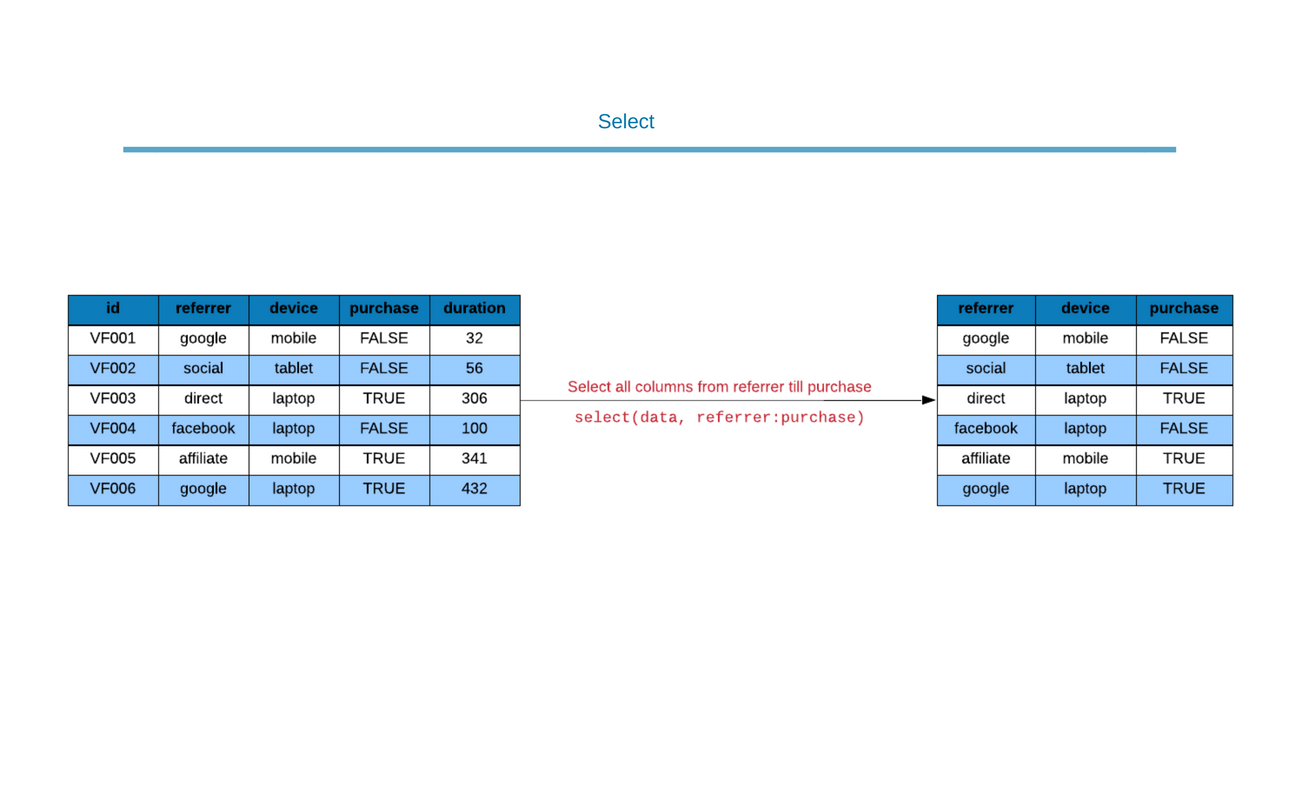 Select
id referrer device purchase duration
VF001 google mobile FALSE 32
VF002 social tablet FALSE 56
VF003 direct laptop TRUE 306
VF004 facebook laptop FALSE 100
VF005 affiliate mobile TRUE 341
VF006 google laptop TRUE 432
Select all columns from referrer till purchase
select(data, referrer:purchase)
referrer device purchase
google mobile FALSE
social tablet FALSE
direct laptop TRUE
facebook laptop FALSE
affiliate mobile TRUE
google laptop TRUE